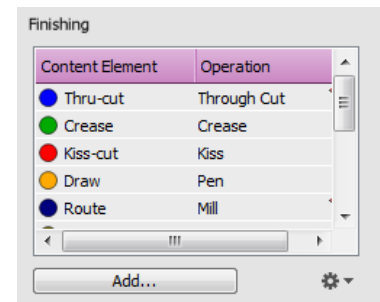 Finishing
Content Element Operation
Thru-cut Through Cut
Crease Crease
Kiss-cut Kiss
Draw Pen
Route Mill
Add...